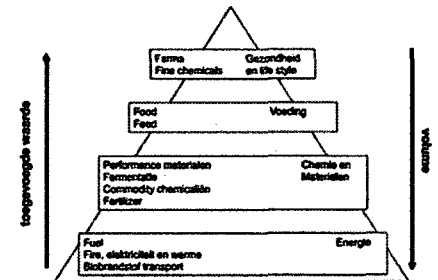 Farma Gezondheid
Fine chemicals en life style
Food Voeding
Feed
Performance materialen Chemie en
Fermentatie Materialen
Commodity chemicaliën
Fertilizer
Fuel Energie
Fire, elektriciteit en warmte
Biobrandstof transport
toegevoegde waarde
volume